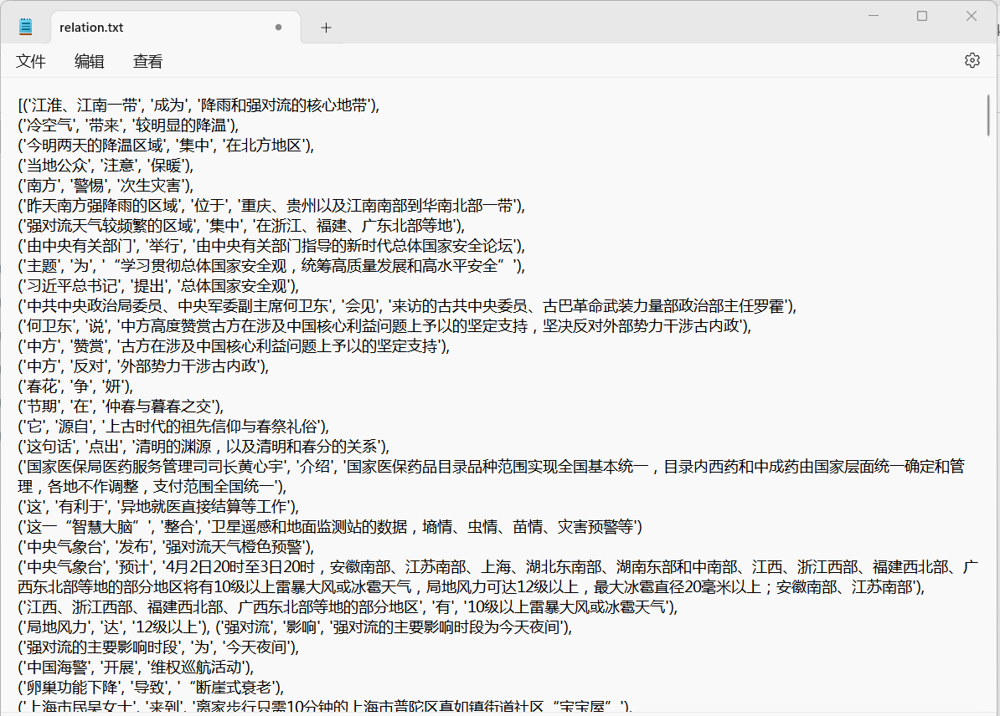 relation.txt
文件 编辑 查看
[('江淮、江南一带', '成为', '降雨和强对流的核心地带'),
('冷空气', '带来', '较明显的降温'),
('今明两天的降温区域', '集中', '在北方地区'),
('当地公众', '注意', '保暖'),
('南方', '警惕', '次生灾害'),
('昨天南方强降雨的区域', '位于', '重庆、贵州以及江南南部到华南北部一带'),
('强对流天气较频繁的区域', '集中', '在浙江、福建、广东北部等地'),
('由中央有关部门', '举行', '由中央有关部门指导的新时代总体国家安全论坛'),
('主题', '为', '“学习贯彻总体国家安全观，统筹高质量发展和高水平安全”'),
('习近平总书记', '提出', '总体国家安全观'),
('中共中央政治局委员、中央军委副主席何卫东', '会见', '来访的古共中央委员、古巴革命武装力量部政治部主任罗霍'),
('何卫东', '说', '中方高度赞赏古方在涉及中国核心利益问题上予以的坚定支持，坚决反对外部势力干涉古内政'),
('中方', '赞赏', '古方在涉及中国核心利益问题上予以的坚定支持'),
('中方', '反对', '外部势力干涉古内政'),
('春花', '争', '妍'),
('节期', '在', '仲春与暮春之交'),
('它', '源自', '上古时代的祖先信仰与春祭礼俗'),
('这句话', '点出', '清明的渊源，以及清明和春分的关系'),
('国家医保局医药服务管理司司长黄心宇', '介绍', '国家医保药品目录品种范围实现全国基本统一，目录内西药和中成药由国家层面统一确定和管
理，各地不作调整，支付范围全国统一'),
('这', '有利于', '异地就医直接结算等工作'),
('这一“智慧大脑”', '整合', '卫星遥感和地面监测站的数据，墒情、虫情、苗情、灾害预警等')
('中央气象台', '发布', '强对流天气橙色预警'),
('中央气象台', '预计', '4月2日20时至3日20时，安徽南部、江苏南部、上海、湖北东南部、湖南东部和中南部、江西、浙江西部、福建西北部、广
西东北部等地的部分地区将有10级以上雷暴大风或冰雹天气，局地风力可达12级以上，最大冰雹直径20毫米以上；安徽南部、江苏南部'),
('江西、浙江西部、福建西北部、广西东北部等地的部分地区', '有', '10级以上雷暴大风或冰雹天气'),
('局地风力', '达', '12级以上'), ('强对流', '影响', '强对流的主要影响时段为今天夜间'),
('强对流的主要影响时段', '为', '今天夜间'),
('中国海警', '开展', '维权巡航活动'),
('卵巢功能下降', '导致', '“断崖式衰老'),
('上海市民吴女士', '来到', '离家步行只需10分钟的上海市普陀区真如镇街道社区“宝宝屋”'),